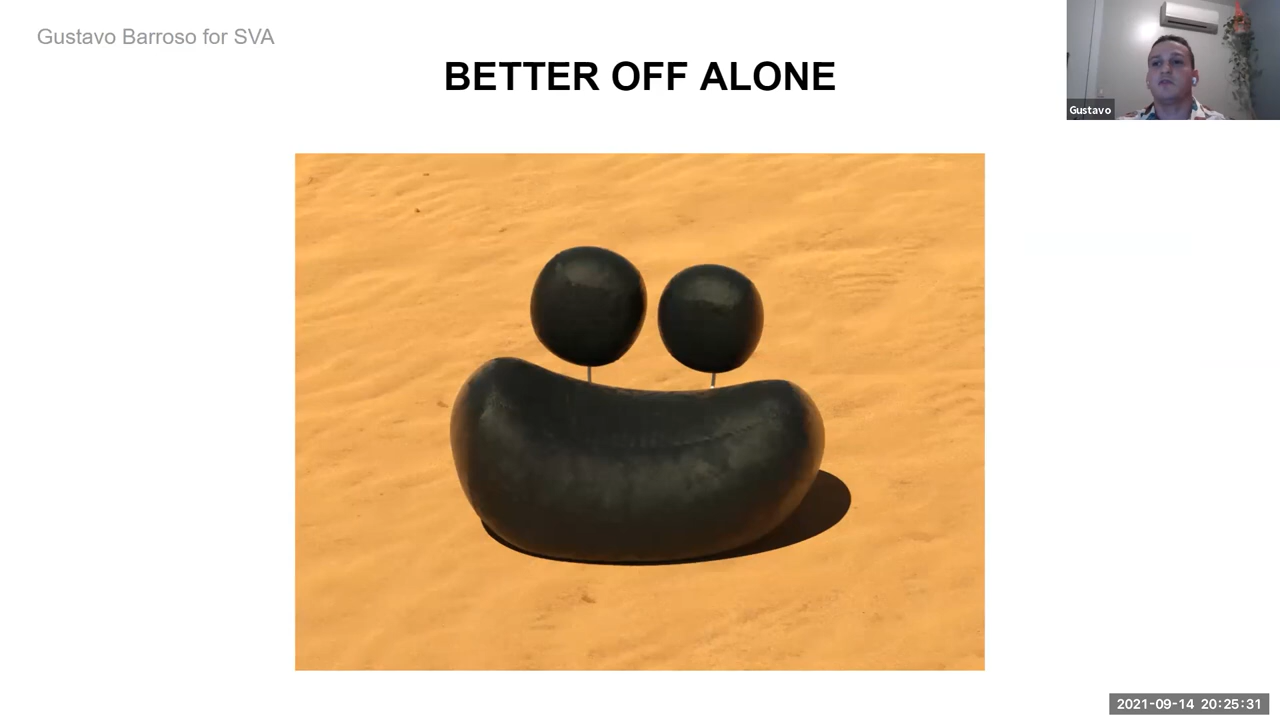 Gustavo Barroso for SVA
BETTER OFF ALONE
Gustavo
2021-09-14 20:25:31